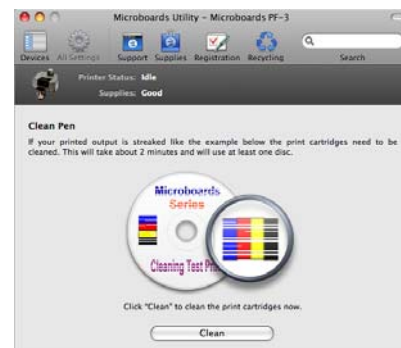 Microboards Utility – Microboards PF-3
Devices All Settings Support Supplies Registration Recycling Search
Printer Status: Idle
Supplies: Good
Clean Pen
If your printed output is streaked like the example below the print cartridges need to be
cleaned. This will take about 2 minutes and will use at least one disc.
Microboards
Series
Cleaning Test Print
Click "Clean" to clean the print cartridges now.
Clean